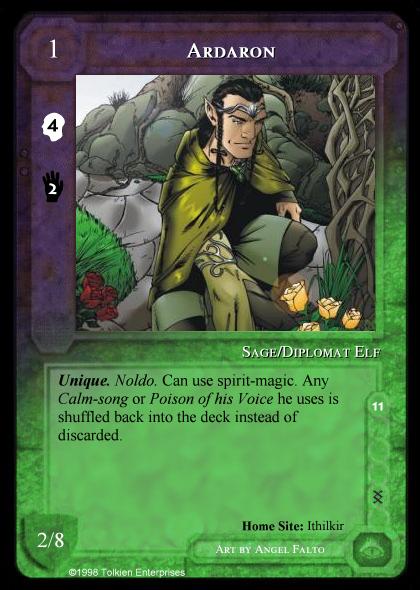 1
ARDARON
4
2
SAGE/DIPLOMAT ELF
Unique. Noldo. Can use spirit-magic. Any
Calm-song or Poison of his Voice he uses is
shuffled back into the deck instead of
discarded.
11
Home Site: Ithilkir
2/8
ART BY ANGEL FALTO
©1998 Tolkien Enterprises